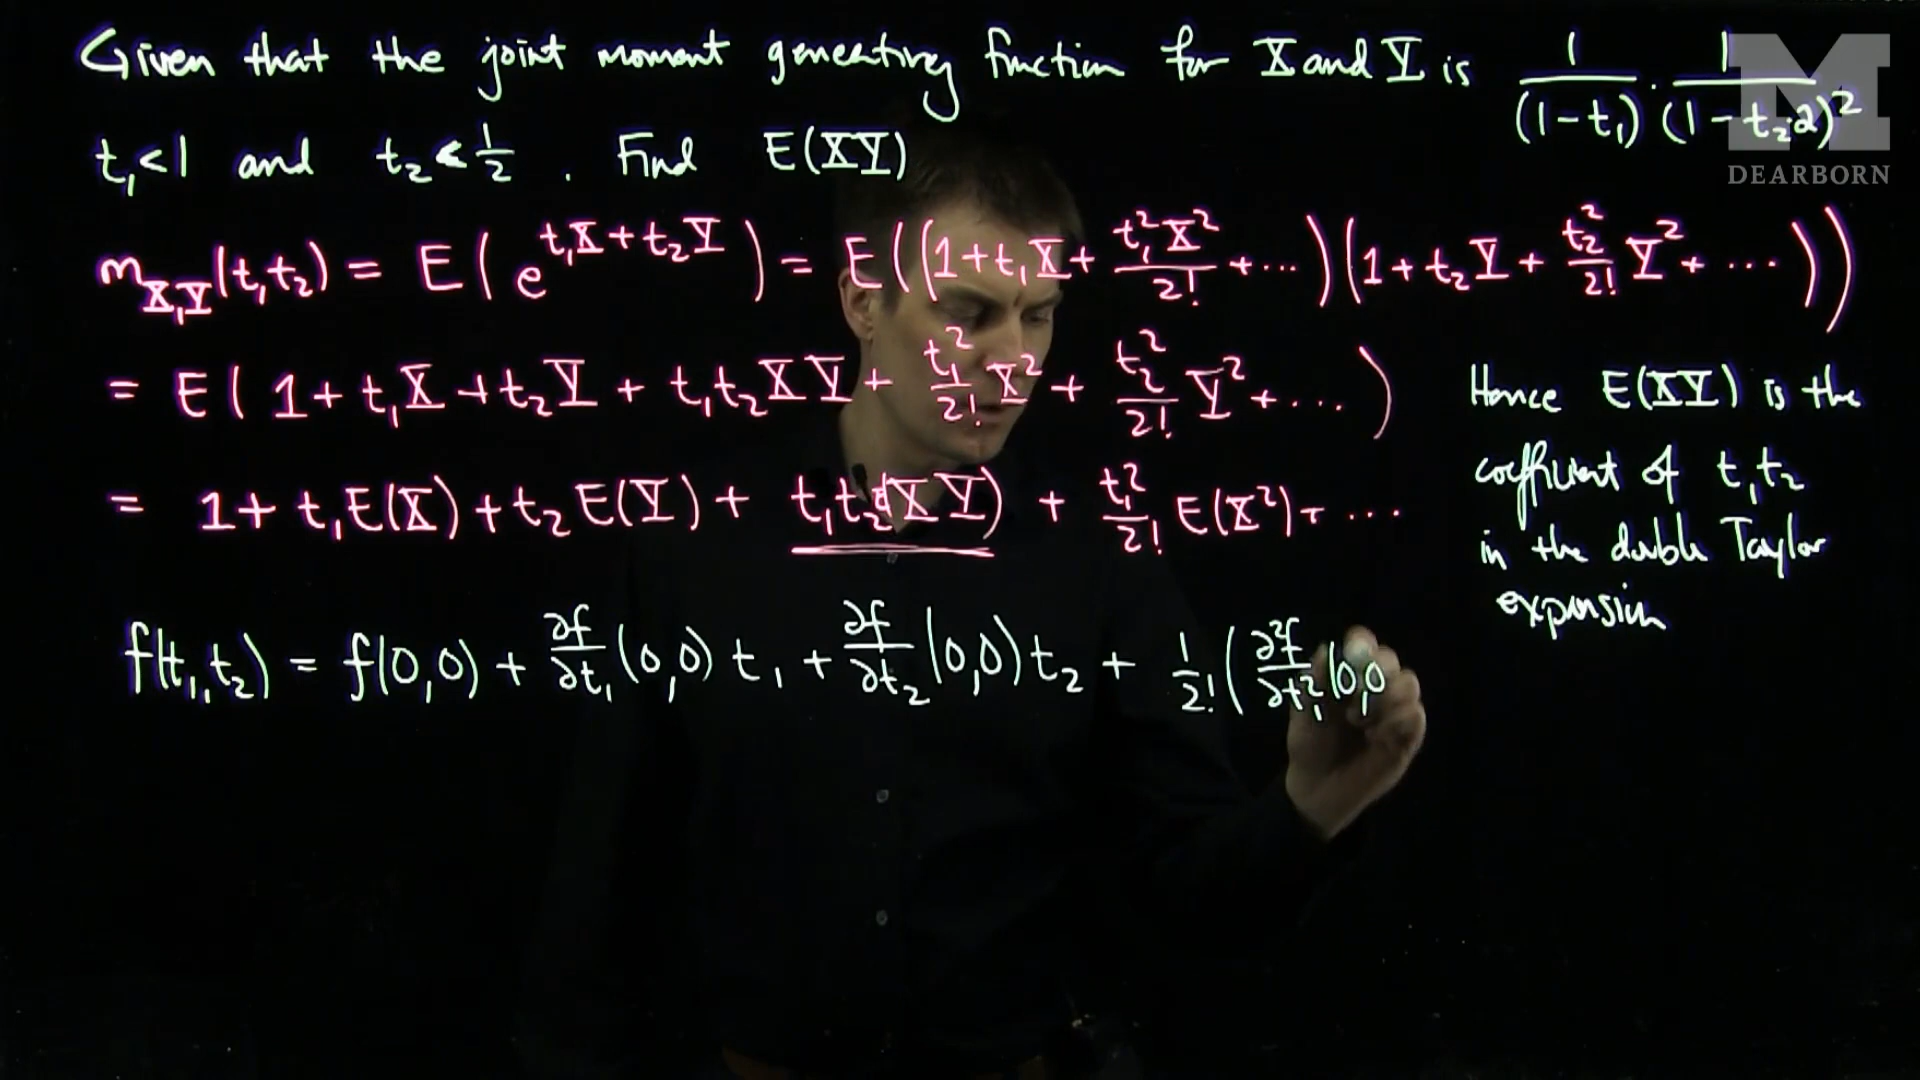 Given that the joint moment generating function for X and Y is 1/(1-t₁) · 1/(1-t₂·2)²
t₁<1 and t₂<1/2 . Find E(XY)
m_X,Y(t₁t₂) = E(e^(t₁X+t₂Y)) = E((1+t₁X+t₁²X²/2!+...)(1+t₂Y+t₂²/2! Y²+...))
= E(1+t₁X+t₂Y+t₁t₂XY+t₁²/2! X²+t₂²/2! Y²+...)
= 1+t₁E(X)+t₂E(Y)+t₁t₂E(XY)+t₁²/2! E(X²)+...
Hence E(XY) is the
coefficient of t₁t₂
in the double Taylor
expansion
f(t₁,t₂) = f(0,0) + ∂f/∂t₁(0,0)t₁ + ∂f/∂t₂(0,0)t₂ + 1/2!(∂²f/∂t₁²(0,0
M
DEARBORN